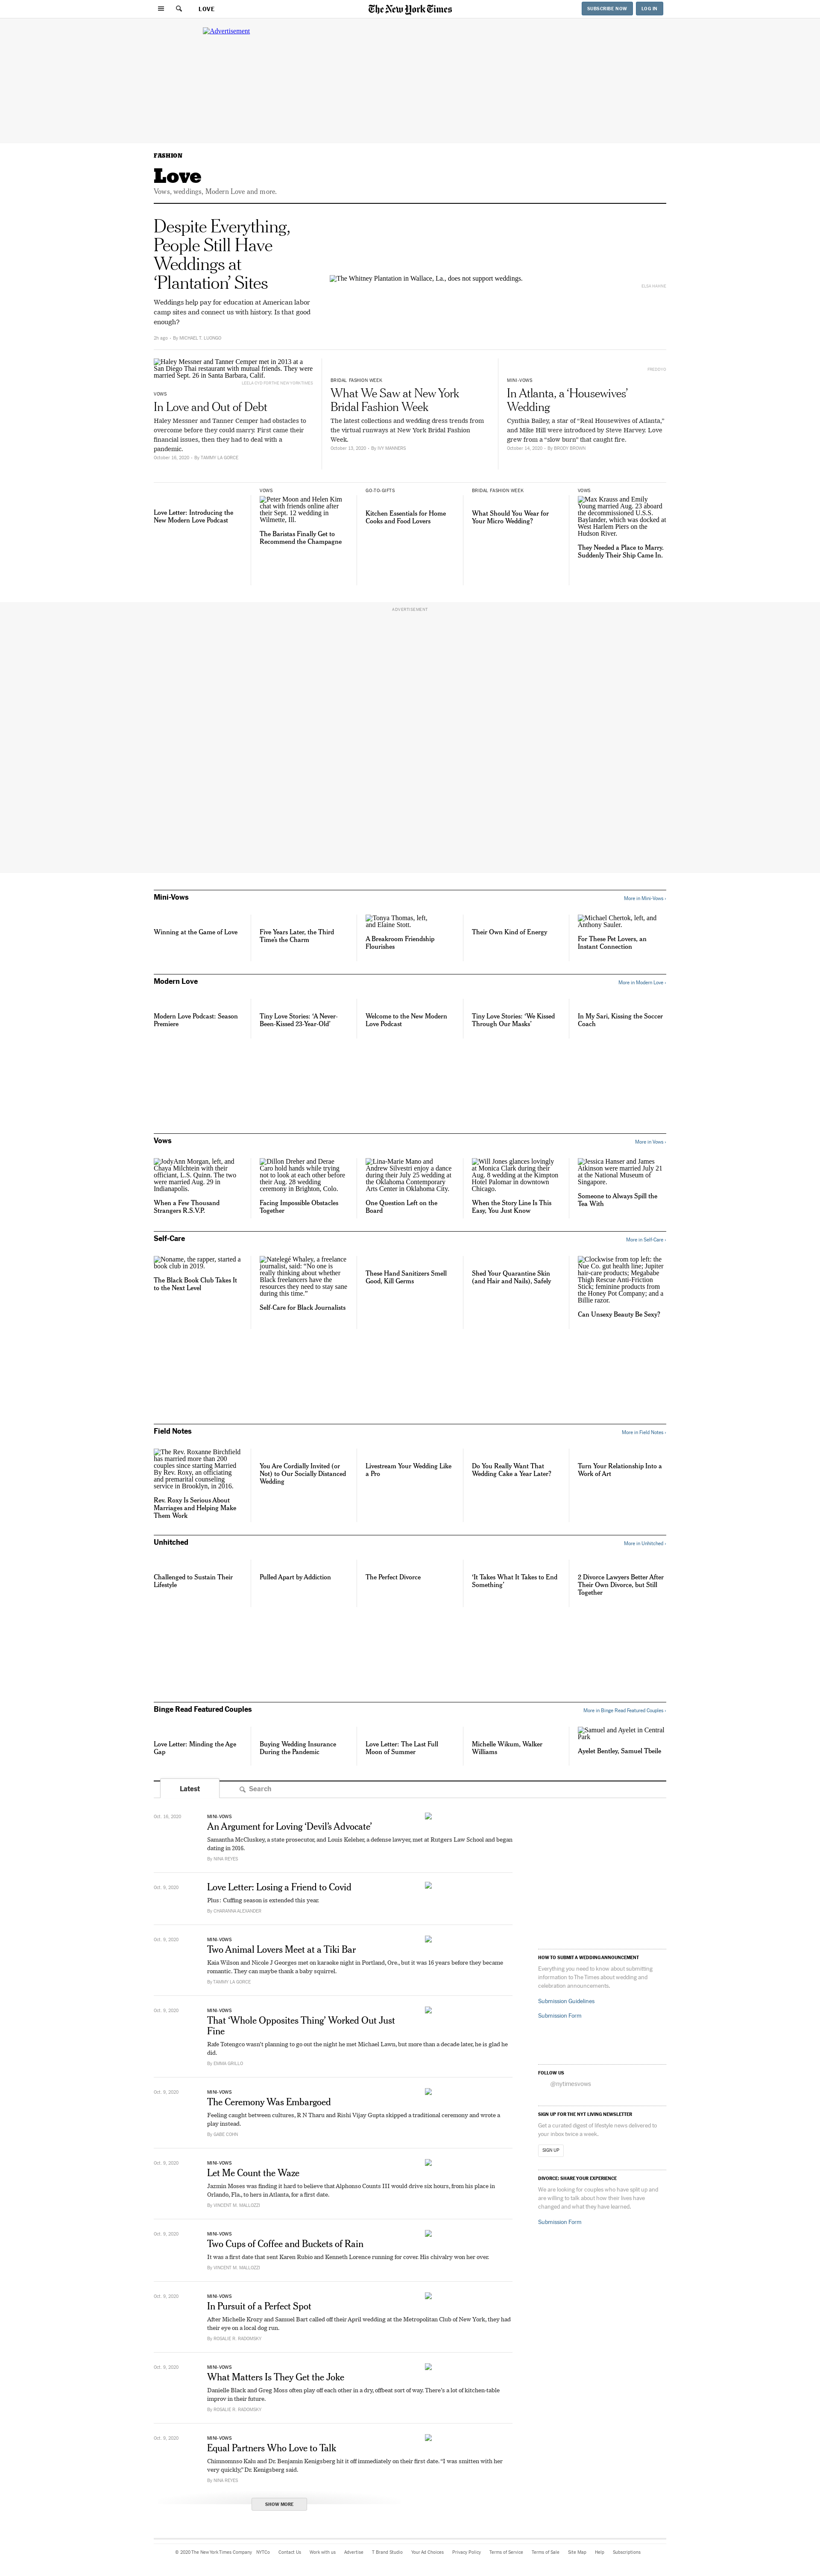 LOVE
The New York Times
SUBSCRIBE NOW
LOG IN
Advertisement
FASHION
Love
Vows, weddings, Modern Love and more.
Despite Everything,
People Still Have
Weddings at
‘Plantation’ Sites
Weddings help pay for education at American labor
camp sites and connect us with history. Is that good
enough?
2h ago · By MICHAEL T. LUONGO
The Whitney Plantation in Wallace, La., does not support weddings.
ELSA HAHNE
Haley Messner and Tanner Cemper met in 2013 at a
San Diego Thai restaurant with mutual friends. They were
married Sept. 26 in Santa Barbara, Calif.
LEELA CYD FOR THE NEW YORK TIMES
VOWS
In Love and Out of Debt
Haley Messner and Tanner Cemper had obstacles to
overcome before they could marry. First came their
financial issues, then they had to deal with a
pandemic.
October 16, 2020 · By TAMMY LA GORCE
BRIDAL FASHION WEEK
What We Saw at New York
Bridal Fashion Week
The latest collections and wedding dress trends from
the virtual runways at New York Bridal Fashion
Week.
October 13, 2020 · By IVY MANNERS
MINI-VOWS
In Atlanta, a ‘Housewives’
Wedding
Cynthia Bailey, a star of “Real Housewives of Atlanta,”
and Mike Hill were introduced by Steve Harvey. Love
grew from a “slow burn” that caught fire.
October 14, 2020 · By BRODY BROWN
Love Letter: Introducing the
New Modern Love Podcast
VOWS
Peter Moon and Helen Kim
chat with friends online after
their Sept. 12 wedding in
Wilmette, Ill.
The Baristas Finally Get to
Recommend the Champagne
GO-TO-GIFTS
Kitchen Essentials for Home
Cooks and Food Lovers
BRIDAL FASHION WEEK
What Should You Wear for
Your Micro Wedding?
VOWS
Max Krauss and Emily
Young married Aug. 23 aboard
the decommissioned U.S.S.
Baylander, which was docked at
West Harlem Piers on the
Hudson River.
They Needed a Place to Marry.
Suddenly Their Ship Came In.
ADVERTISEMENT
Mini-Vows
More in Mini-Vows ›
Winning at the Game of Love
Five Years Later, the Third
Time’s the Charm
Tonya Thomas, left,
and Elaine Stott.
A Breakroom Friendship
Flourishes
Their Own Kind of Energy
Michael Chertok, left, and
Anthony Sauler.
For These Pet Lovers, an
Instant Connection
Modern Love
More in Modern Love ›
Modern Love Podcast: Season
Premiere
Tiny Love Stories: ‘A Never-
Been-Kissed 23-Year-Old’
Welcome to the New Modern
Love Podcast
Tiny Love Stories: ‘We Kissed
Through Our Masks’
In My Sari, Kissing the Soccer
Coach
Vows
More in Vows ›
JodyAnn Morgan, left, and
Chaya Milchtein with their
officiant, L.S. Quinn. The two
were married Aug. 29 in
Indianapolis.
When a Few Thousand
Strangers R.S.V.P.
Dillon Dreher and Derae
Caro hold hands while trying
not to look at each other before
their Aug. 28 wedding
ceremony in Brighton, Colo.
Facing Impossible Obstacles
Together
Lina-Marie Mano and
Andrew Silvestri enjoy a dance
during their July 25 wedding at
the Oklahoma Contemporary
Arts Center in Oklahoma City.
One Question Left on the
Board
Will Jones glances lovingly
at Monica Clark during their
Aug. 8 wedding at the Kimpton
Hotel Palomar in downtown
Chicago.
When the Story Line Is This
Easy, You Just Know
Jessica Hanser and James
Atkinson were married July 21
at the National Museum of
Singapore.
Someone to Always Spill the
Tea With
Self-Care
More in Self-Care ›
Noname, the rapper, started a
book club in 2019.
The Black Book Club Takes It
to the Next Level
Natelegé Whaley, a freelance
journalist, said: “No one is
really thinking about whether
Black freelancers have the
resources they need to stay sane
during this time.”
Self-Care for Black Journalists
These Hand Sanitizers Smell
Good, Kill Germs
Shed Your Quarantine Skin
(and Hair and Nails), Safely
Clockwise from top left: the
Nue Co. gut health line; Jupiter
hair-care products; Megababe
Thigh Rescue Anti-Friction
Stick; feminine products from
the Honey Pot Company; and a
Billie razor.
Can Unsexy Beauty Be Sexy?
Field Notes
More in Field Notes ›
The Rev. Roxanne Birchfield
has married more than 200
couples since starting Married
By Rev. Roxy, an officiating
and premarital counseling
service in Brooklyn, in 2016.
Rev. Roxy Is Serious About
Marriages and Helping Make
Them Work
You Are Cordially Invited (or
Not) to Our Socially Distanced
Wedding
Livestream Your Wedding Like
a Pro
Do You Really Want That
Wedding Cake a Year Later?
Turn Your Relationship Into a
Work of Art
Unhitched
More in Unhitched ›
Challenged to Sustain Their
Lifestyle
Pulled Apart by Addiction
The Perfect Divorce
‘It Takes What It Takes to End
Something’
2 Divorce Lawyers Better After
Their Own Divorce, but Still
Together
Binge Read Featured Couples
More in Binge Read Featured Couples ›
Love Letter: Minding the Age
Gap
Buying Wedding Insurance
During the Pandemic
Love Letter: The Last Full
Moon of Summer
Michelle Wikum, Walker
Williams
Samuel and Ayelet in Central
Park
Ayelet Bentley, Samuel Tbeile
Latest
Search
Oct. 16, 2020
MINI-VOWS
An Argument for Loving ‘Devil’s Advocate’
Samantha McCluskey, a state prosecutor, and Louis Keleher, a defense lawyer, met at Rutgers Law School and began
dating in 2016.
By NINA REYES
Oct. 9, 2020
Love Letter: Losing a Friend to Covid
Plus: Cuffing season is extended this year.
By CHARANNA ALEXANDER
Oct. 9, 2020
MINI-VOWS
Two Animal Lovers Meet at a Tiki Bar
Kaia Wilson and Nicole J Georges met on karaoke night in Portland, Ore., but it was 16 years before they became
romantic. They can maybe thank a baby squirrel.
By TAMMY LA GORCE
Oct. 9, 2020
MINI-VOWS
That ‘Whole Opposites Thing’ Worked Out Just
Fine
Rafe Totengco wasn’t planning to go out the night he met Michael Lawn, but more than a decade later, he is glad he
did.
By EMMA GRILLO
Oct. 9, 2020
MINI-VOWS
The Ceremony Was Embargoed
Feeling caught between cultures, R N Tharu and Rishi Vijay Gupta skipped a traditional ceremony and wrote a
play instead.
By GABE COHN
Oct. 9, 2020
MINI-VOWS
Let Me Count the Waze
Jazmin Moses was finding it hard to believe that Alphonso Counts III would drive six hours, from his place in
Orlando, Fla., to hers in Atlanta, for a first date.
By VINCENT M. MALLOZZI
Oct. 9, 2020
MINI-VOWS
Two Cups of Coffee and Buckets of Rain
It was a first date that sent Karen Rubio and Kenneth Lorence running for cover. His chivalry won her over.
By VINCENT M. MALLOZZI
Oct. 9, 2020
MINI-VOWS
In Pursuit of a Perfect Spot
After Michelle Krozy and Samuel Bart called off their April wedding at the Metropolitan Club of New York, they had
their eye on a local dog run.
By ROSALIE R. RADOMSKY
Oct. 9, 2020
MINI-VOWS
What Matters Is They Get the Joke
Danielle Black and Greg Moss often play off each other in a dry, offbeat sort of way. There’s a lot of kitchen-table
improv in their future.
By ROSALIE R. RADOMSKY
Oct. 9, 2020
MINI-VOWS
Equal Partners Who Love to Talk
Chimnomnso Kalu and Dr. Benjamin Kenigsberg hit it off immediately on their first date. “I was smitten with her
very quickly,” Dr. Kenigsberg said.
By NINA REYES
SHOW MORE
HOW TO SUBMIT A WEDDING ANNOUNCEMENT
Everything you need to know about submitting
information to The Times about wedding and
celebration announcements.
Submission Guidelines
Submission Form
FOLLOW US
@nytimesvows
SIGN UP FOR THE NYT LIVING NEWSLETTER
Get a curated digest of lifestyle news delivered to
your inbox twice a week.
SIGN UP
DIVORCE: SHARE YOUR EXPERIENCE
We are looking for couples who have split up and
are willing to talk about how their lives have
changed and what they have learned.
Submission Form
© 2020 The New York Times Company
NYTCo
Contact Us
Work with us
Advertise
T Brand Studio
Your Ad Choices
Privacy Policy
Terms of Service
Terms of Sale
Site Map
Help
Subscriptions